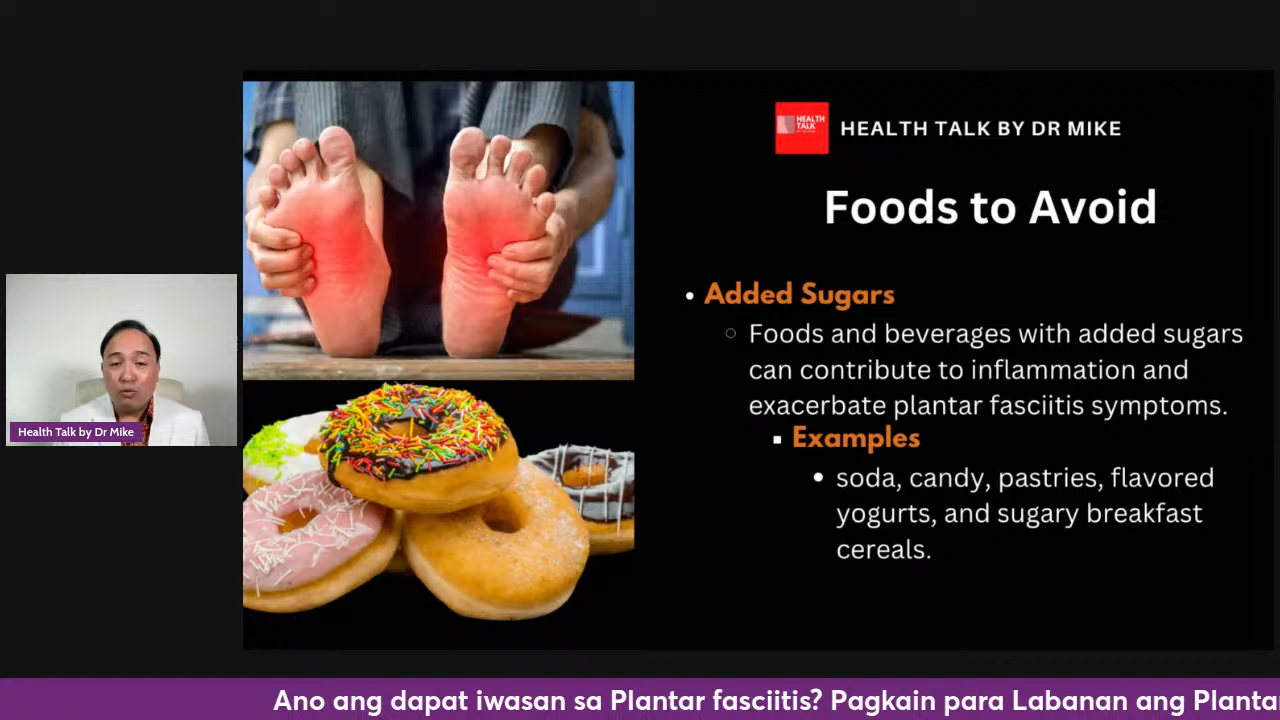 HEALTH
TALK
HEALTH TALK BY DR MIKE
Foods to Avoid
• Added Sugars
○ Foods and beverages with added sugars
can contribute to inflammation and
exacerbate plantar fasciitis symptoms.
▪ Examples
• soda, candy, pastries, flavored
yogurts, and sugary breakfast
cereals.
Health Talk by Dr Mike
Ano ang dapat iwasan sa Plantar fasciitis? Pagkain para Labanan ang Planta